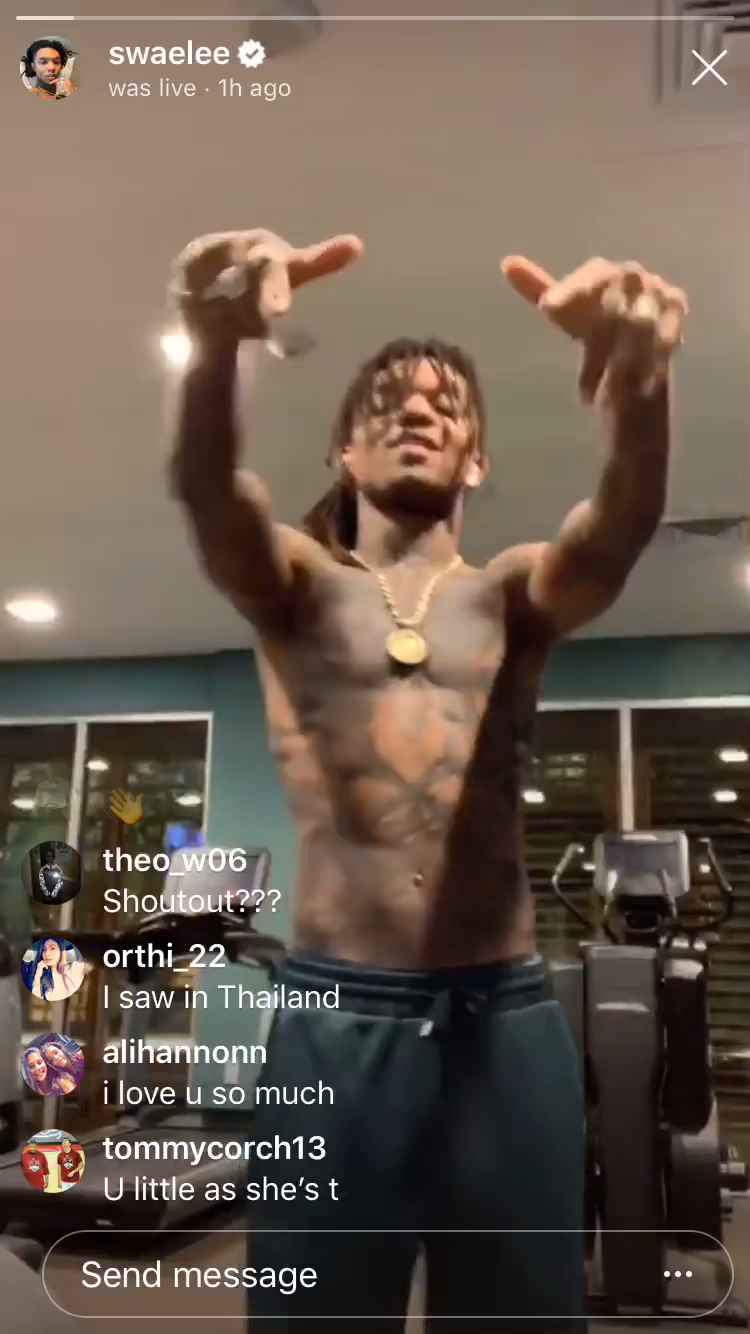 swaelee
was live · 1h ago
theo_w06
Shoutout???
orthi_22
I saw in Thailand
alihannonn
i love u so much
tommycorch13
U little as she’s t
Send message